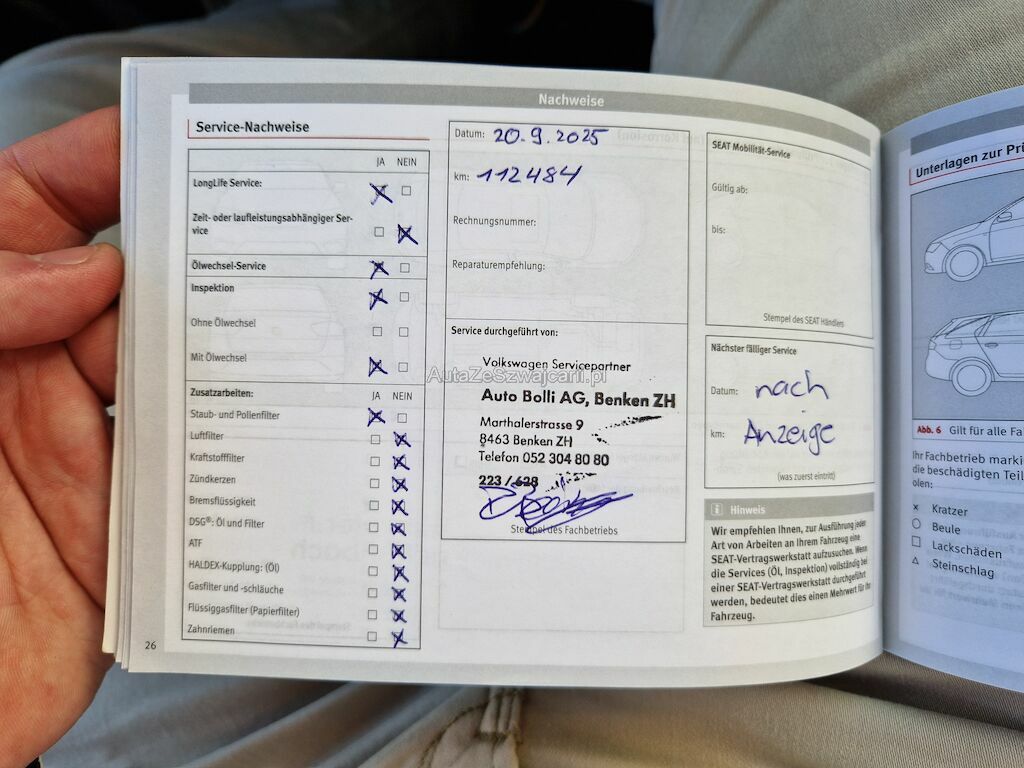 Nachweise
Service-Nachweise
JA NEIN
LongLife Service:
Zeit- oder laufleistungsabhängiger Ser-
vice
Ölwechsel-Service
Inspektion
Ohne Ölwechsel
Mit Ölwechsel
Zusatzarbeiten: JA NEIN
Staub- und Pollenfilter
Luftfilter
Kraftstofffilter
Zündkerzen
Bremsflüssigkeit
DSG®: Öl und Filter
ATF
HALDEX-Kupplung: (Öl)
Gasfilter und -schläuche
Flüssiggasfilter (Papierfilter)
Zahnriemen
26
Datum: 20.9.2025
km: 112484
Rechnungsnummer:
Reparaturempfehlung:
Service durchgeführt von:
Volkswagen Servicepartner
AutaZeSzwajcarii.pl
Auto Bolli AG, Benken ZH
Marthalerstrasse 9
8463 Benken ZH
Telefon 052 304 80 80
223 / 628
Stempel des Fachbetriebs
SEAT Mobilität-Service
Gültig ab:
bis:
Stempel des SEAT Händlers
Nächster fälliger Service
Datum: nach
km: Anzeige
(was zuerst eintritt)
Hinweis
Wir empfehlen Ihnen, zur Ausführung jeder
Art von Arbeiten an Ihrem Fahrzeug eine
SEAT-Vertragswerkstatt aufzusuchen. Wenn
die Services (Öl, Inspektion) vollständig bei
einer SEAT-Vertragswerkstatt durchgeführt
werden, bedeutet dies einen Mehrwert für Ihr
Fahrzeug.
Unterlagen zur Prü
Abb. 6 Gilt für alle Fa
Ihr Fachbetrieb marki
die beschädigten Teil
olen:
Kratzer
Beule
Lackschäden
Steinschlag